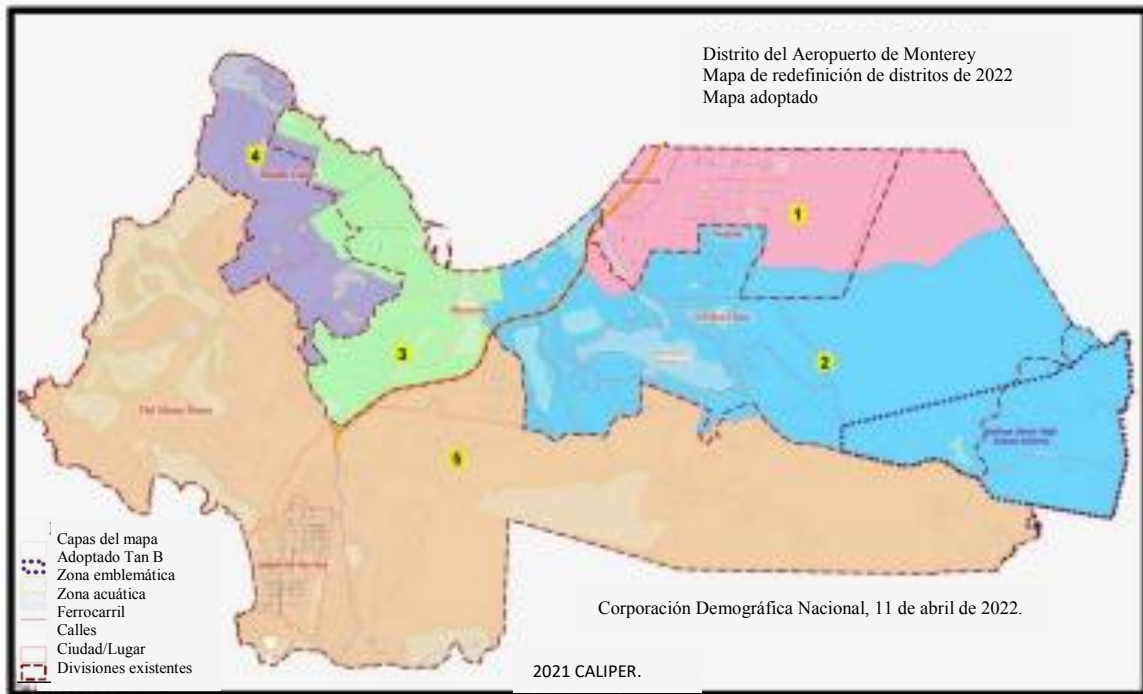 Distrito del Aeropuerto de Monterey
Mapa de redefinición de distritos de 2022
Mapa adoptado
4
1
3
2
5
Capas del mapa
Adoptado Tan B
Zona emblemática
Zona acuática
Ferrocarril
Calles
Ciudad/Lugar
Divisiones existentes
Corporación Demográfica Nacional, 11 de abril de 2022.
2021 CALIPER.